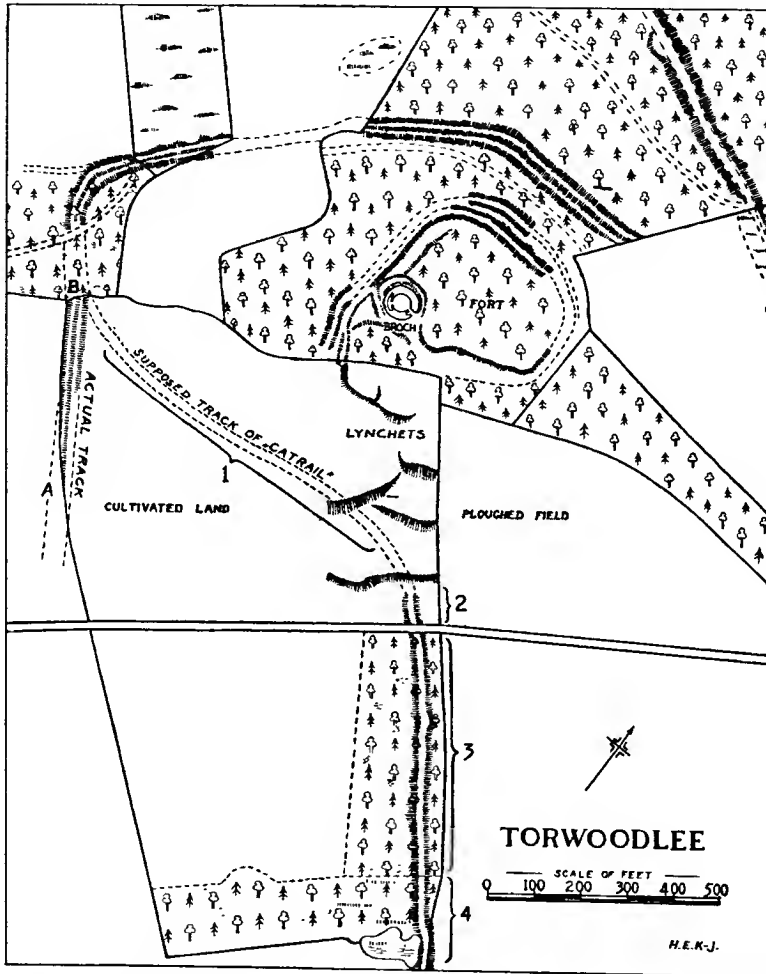 FORT
BROCH
B
SUPPOSED TRACK OF "CATRAIL"
ACTUAL TRACK
LYNCHETS
1
A
CULTIVATED LAND
PLOUGHED FIELD
2
3
TORWOODLEE
SCALE OF FEET
0 100 200 300 400 500
4
H.E.K-J.